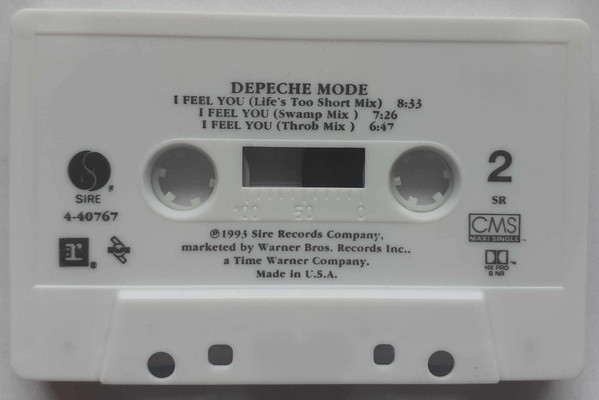 DEPECHE MODE
I FEEL YOU (Life's Too Short Mix) 8:33
I FEEL YOU (Swamp Mix ) 7:26
I FEEL YOU (Throb Mix ) 6:47
S
SIRE
®
4-40767
r
®
2
SR
CMS
MAXI SINGLE™
HX PRO
B NR
100 50 0
℗1993 Sire Records Company,
marketed by Warner Bros. Records Inc.,
a Time Warner Company.
Made in U.S.A.